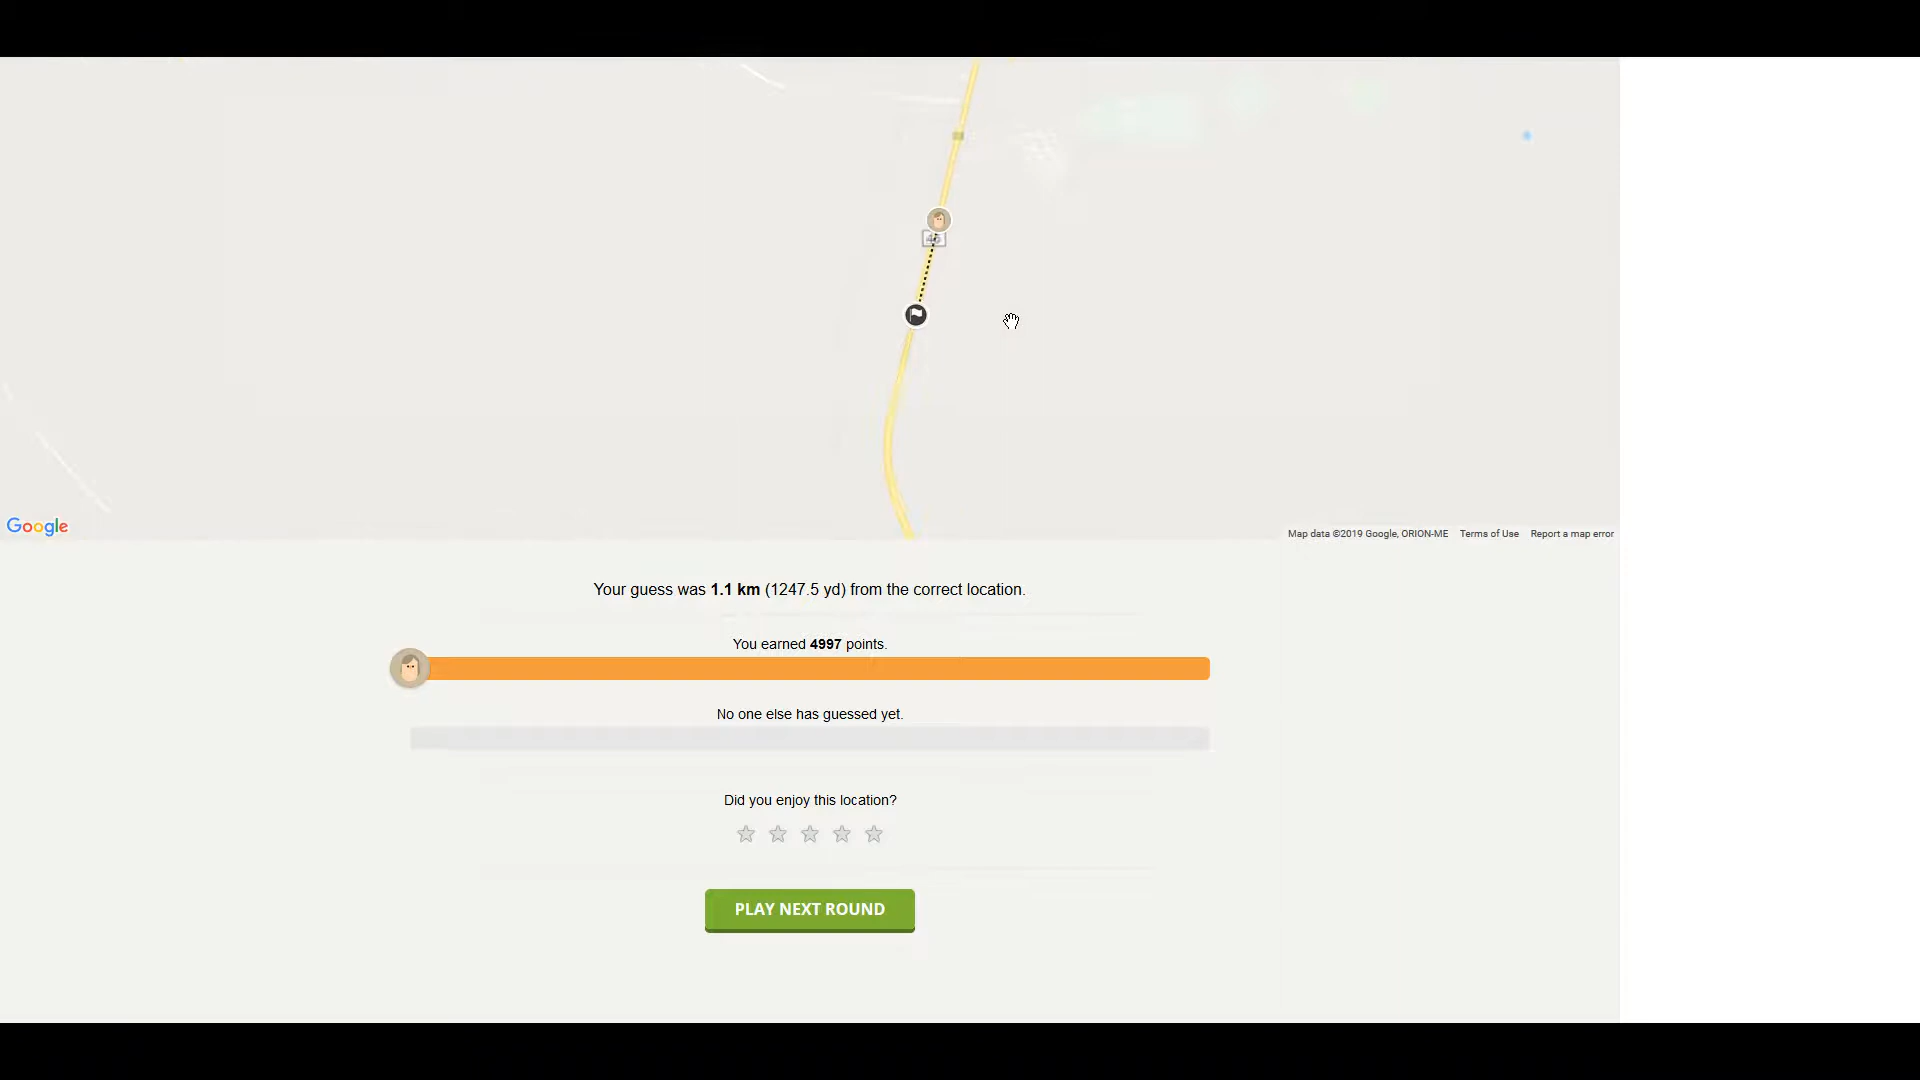 Google
Map data ©2019 Google, ORION-ME Terms of Use Report a map error
Your guess was 1.1 km (1247.5 yd) from the correct location.
You earned 4997 points.
No one else has guessed yet.
Did you enjoy this location?
PLAY NEXT ROUND